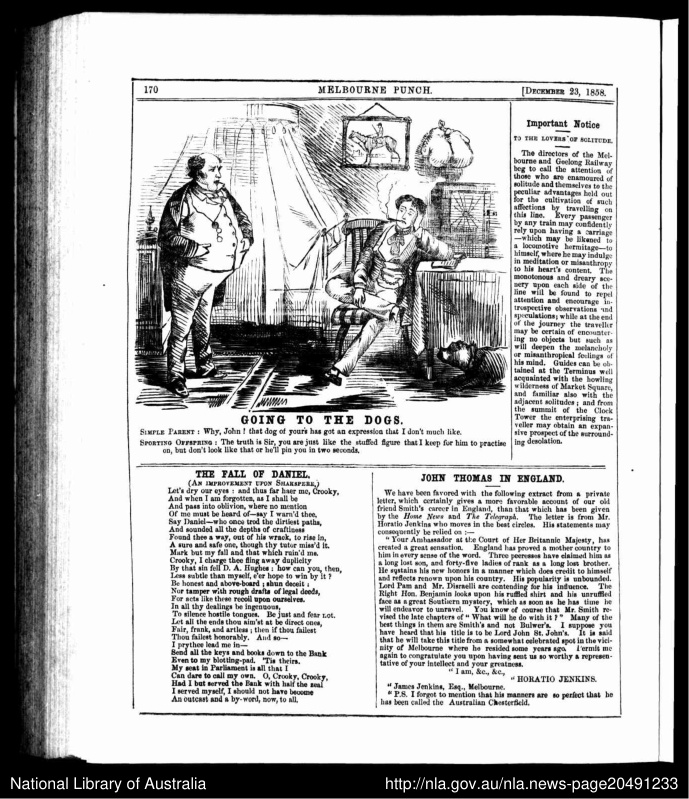 170
MELBOURNE PUNCH.
[DECEMBER 23, 1858.
GOING TO THE DOGS.
SIMPLE PARENT : Why, John ! that dog of yours has got an expression that I don't much like.
SPORTING OFFSPRING : The truth is Sir, you are just like the stuffed figure that I keep for him to practise
on, but don't look like that or he'll pin you in two seconds.
Important Notice
TO THE LOVERS OF SOLITUDE.
The directors of the Mel-
bourne and Geelong Railway
beg to call the attention of
those who are enamoured of
solitude and themselves to the
peculiar advantages held out
for the cultivation of such
affections by travelling on
this line. Every passenger
by any train may confidently
rely upon having a carriage
—which may be likened to
a locomotive hermitage—to
himself, where he may indulge
in meditation or misanthropy
to his heart's content. The
monotonous and dreary sce-
nery upon each side of the
line will be found to repel
attention and encourage in-
trospective observations and
speculations; while at the end
of the journey the traveller
may be certain of encounter-
ing no objects but such as
will deepen the melancholy
or misanthropical feelings of
his mind. Guides can be ob-
tained at the Terminus well
acquainted with the howling
wilderness of Market Square,
and familiar also with the
adjacent solitudes; and from
the summit of the Clock
Tower the enterprising tra-
veller may obtain an expan-
sive prospect of the surround-
ing desolation.
THE FALL OF DANIEL,
(AN IMPROVEMENT UPON SHAKSPERE,)
Let's dry our eyes : and thus far hear me, Crooky,
And when I am forgotten, as I shall be
And pass into oblivion, where no mention
Of me must be heard of—say I warn'd thee,
Say Daniel—who once trod the dirtiest paths,
And sounded all the depths of craftiness
Found thee a way, out of his wrack, to rise in,
A sure and safe one, though thy tutor miss'd it.
Mark but my fall and that which ruin'd me.
Crooky, I charge thee fling away duplicity
By that sin fell D. A. Hughes : how can you, then,
Less subtle than myself, e'er hope to win by it ?
Be honest and above-board ; shun deceit ;
Nor tamper with rough drafts of legal deeds,
For acts like these recoil upon ourselves.
In all thy dealings be ingenuous,
To silence hostile tongues. Be just and fear not.
Let all the ends thou aim'st at be direct ones,
Fair, frank, and artless ; then if thou failest
Thou failest honorably. And so—
I prythee lead me in—
Send all the keys and books down to the Bank
Even to my blotting-pad. 'Tis theirs.
My seat in Parliament is all that I
Can dare to call my own. O, Crooky, Crooky,
Had I but served the Bank with half the zeal
I served myself, I should not have become
An outcast and a by-word, now, to all.
JOHN THOMAS IN ENGLAND.
We have been favored with the following extract from a private
letter, which certainly gives a more favorable account of our old
friend Smith's career in England, than that which has been given
by the Home News and The Telegraph. The letter is from Mr.
Horatio Jenkins who moves in the best circles. His statements may
consequently be relied on :—
"Your Ambassador at the Court of Her Britannic Majesty, has
created a great sensation. England has proved a mother country to
him in every sense of the word. Three peeresses have claimed him as
a long lost son, and forty-five ladies of rank as a long lost brother.
He sustains his new honors in a manner which does credit to himself
and reflects renown upon his country. His popularity is unbounded.
Lord Pam and Mr. Disraeli are contending for his influence. The
Right Hon. Benjamin looks upon his ruffled shirt and his unruffled
face as a great Southern mystery, which as soon as he has time he
will endeavor to unravel. You know of course that Mr. Smith re-
vised the late chapters of "What will he do with it ?" Many of the
best things in them are Smith's and not Bulwer's. I suppose you
have heard that his title is to be Lord John St. John's. It is said
that he will take this title from a somewhat celebrated spot in the vici-
nity of Melbourne where he resided some years ago. Permit me
again to congratulate you upon having sent us so worthy a represen-
tative of your intellect and your greatness.
"I am, &c., &c.,
"HORATIO JENKINS.
"James Jenkins, Esq., Melbourne.
"P.S. I forgot to mention that his manners are so perfect that he
has been called the Australian Chesterfield.
National Library of Australia
http://nla.gov.au/nla.news-page20491233